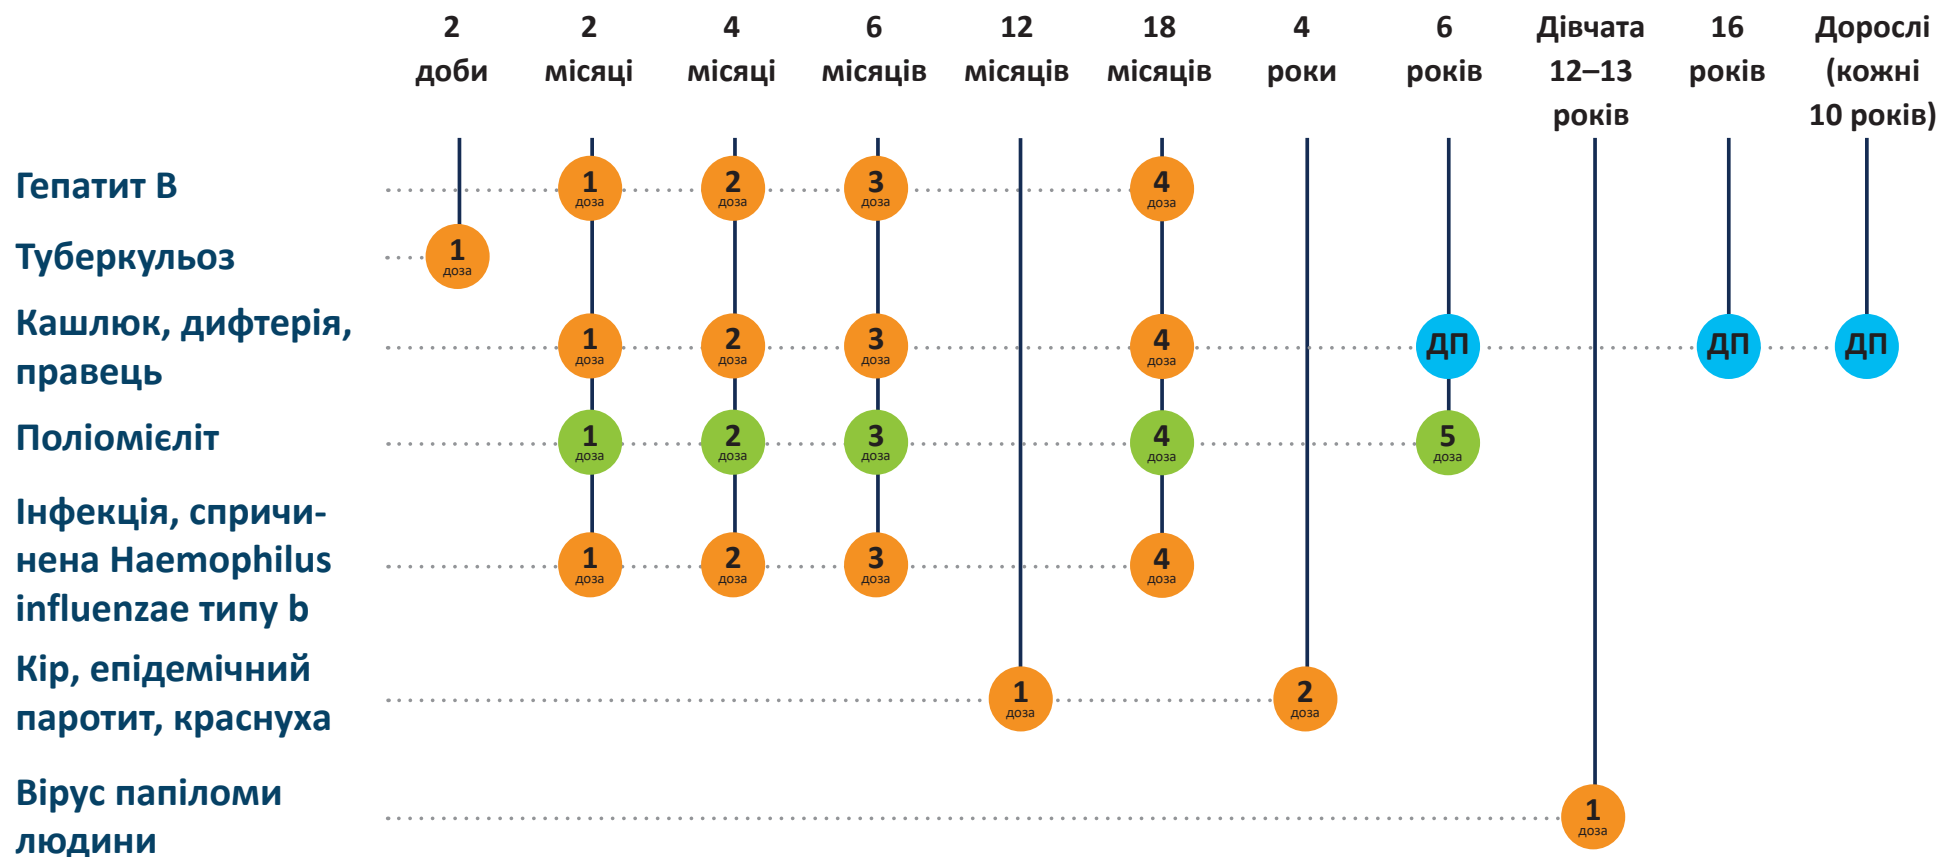 2 2 4 6 12 18 4 6 Дівчата 16 Дорослі
доби місяці місяці місяців місяців місяців роки років 12–13 років (кожні
років 10 років)
Гепатит В 1 доза 2 доза 3 доза 4 доза
Туберкульоз 1 доза
Кашлюк, дифтерія,
правець
1 доза 2 доза 3 доза 4 доза ДП ДП ДП
Поліомієліт 1 доза 2 доза 3 доза 4 доза 5 доза
Інфекція, спричи-
нена Haemophilus
influenzae типу b
1 доза 2 доза 3 доза 4 доза
Кір, епідемічний
паротит, краснуха
1 доза 2 доза
Вірус папіломи
людини
1 доза